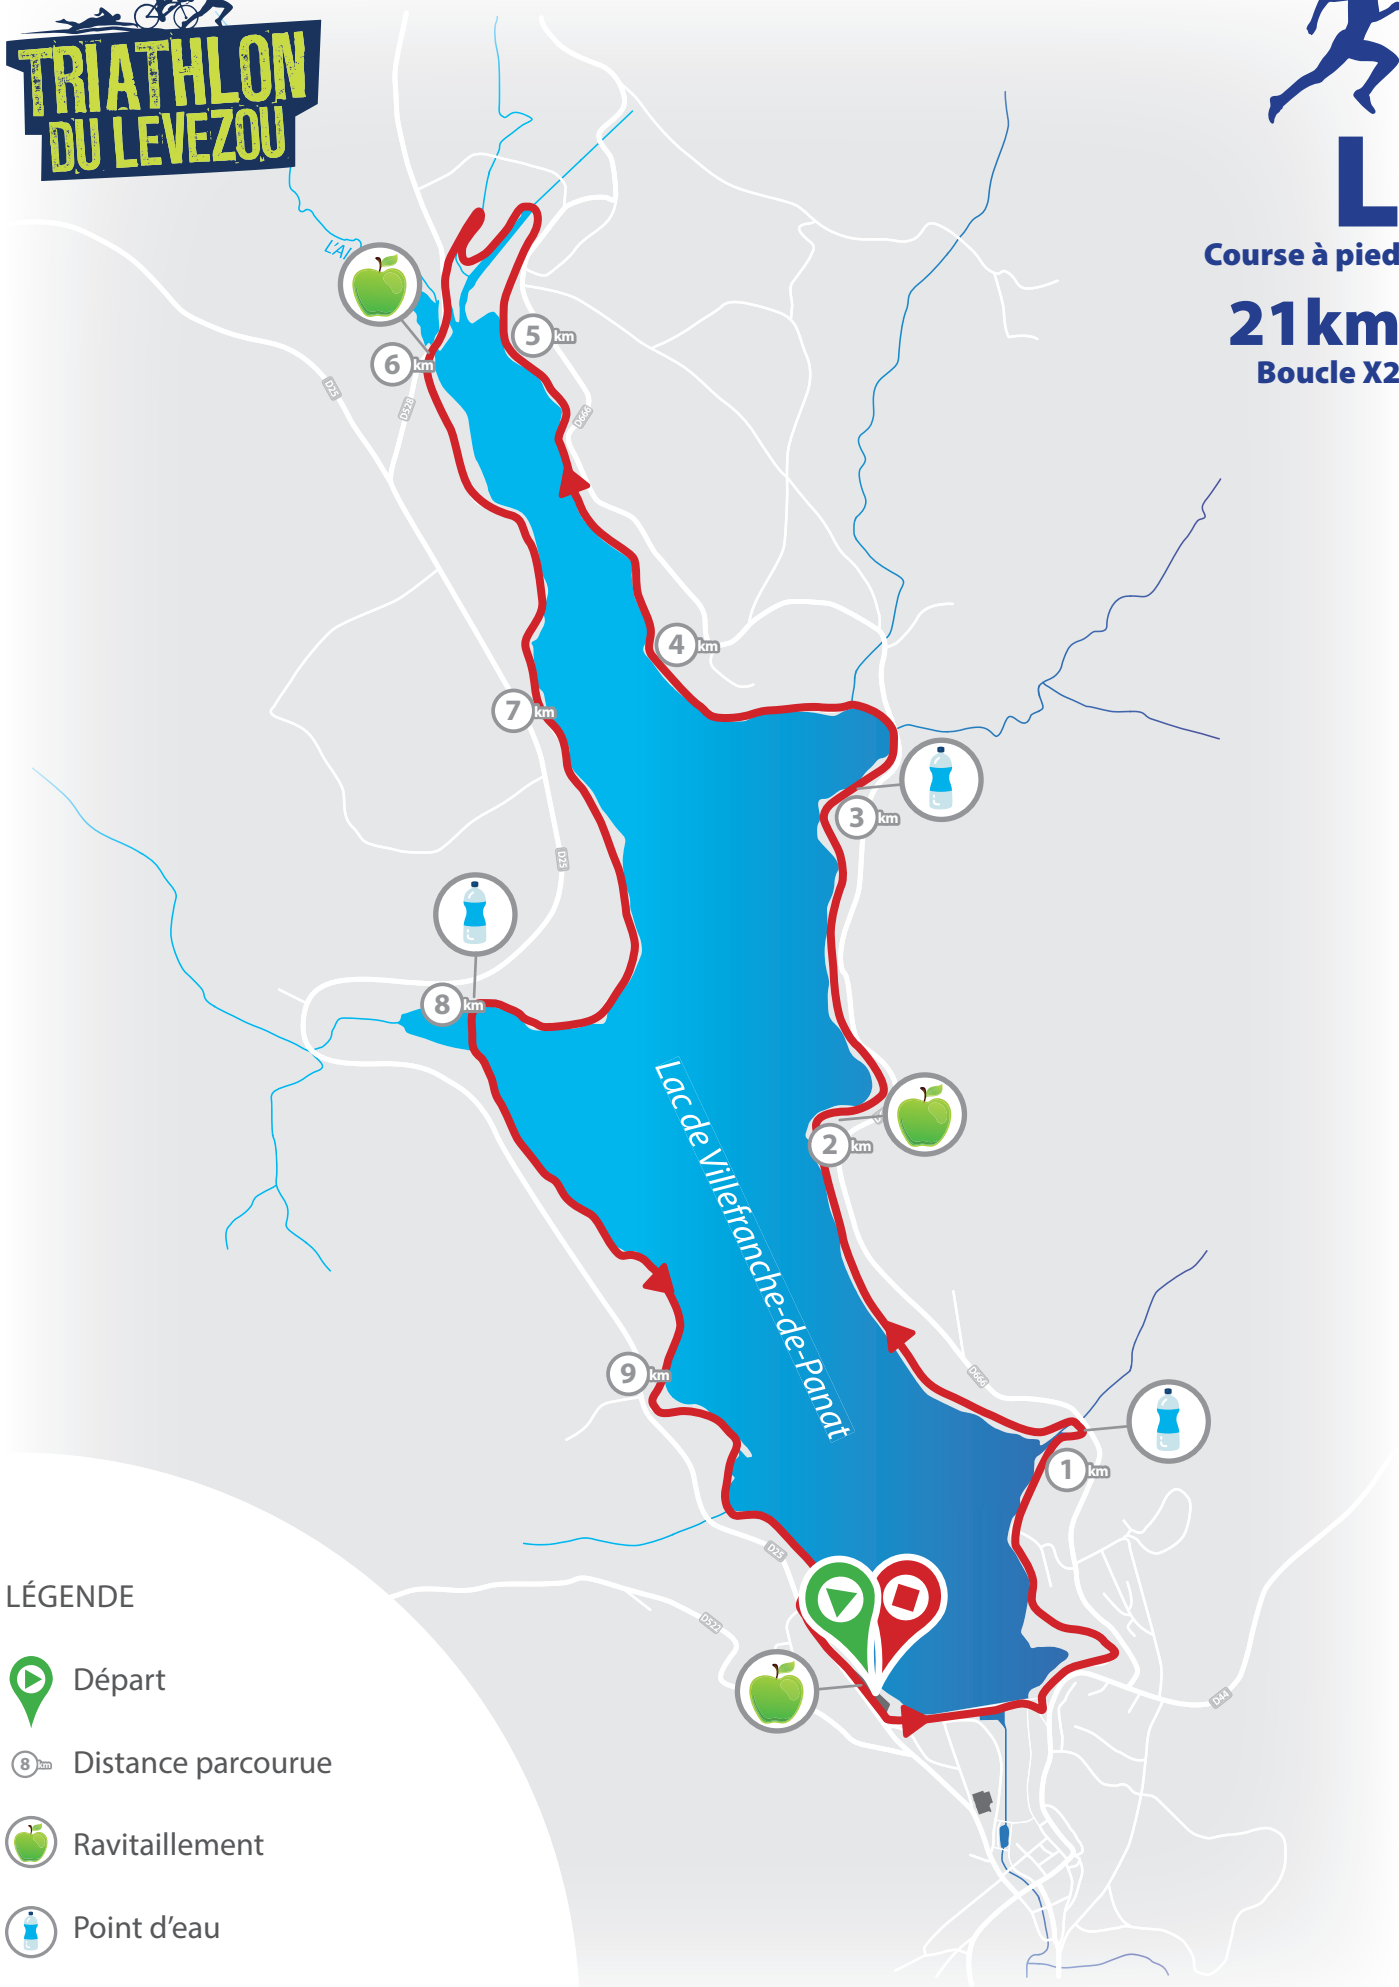 TRIATHLON
DU LEVEZOU
L
Course à pied
21km
Boucle X2
5 km
6 km
D25
D528
D666
4 km
7 km
3 km
D25
8 km
2 km
Lac de Villefranche-de-Panat
9 km
D666
1 km
D25
D522
D44
LÉGENDE
Départ
8 km
Distance parcourue
Ravitaillement
Point d'eau